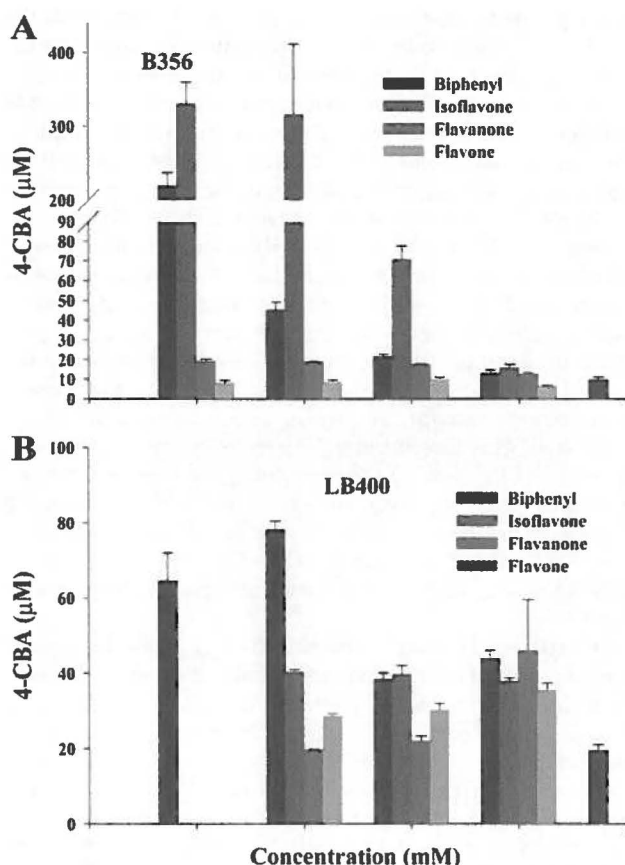 A
B356
400
300
200
90
80
70
60
50
40
30
20
10
0
4-CBA (μM)
Biphenyl
Isoflavone
Flavanone
Flavone
B
LB400
100
80
60
40
20
0
4-CBA (μM)
Biphenyl
Isoflavone
Flavanone
Flavone
Concentration (mM)